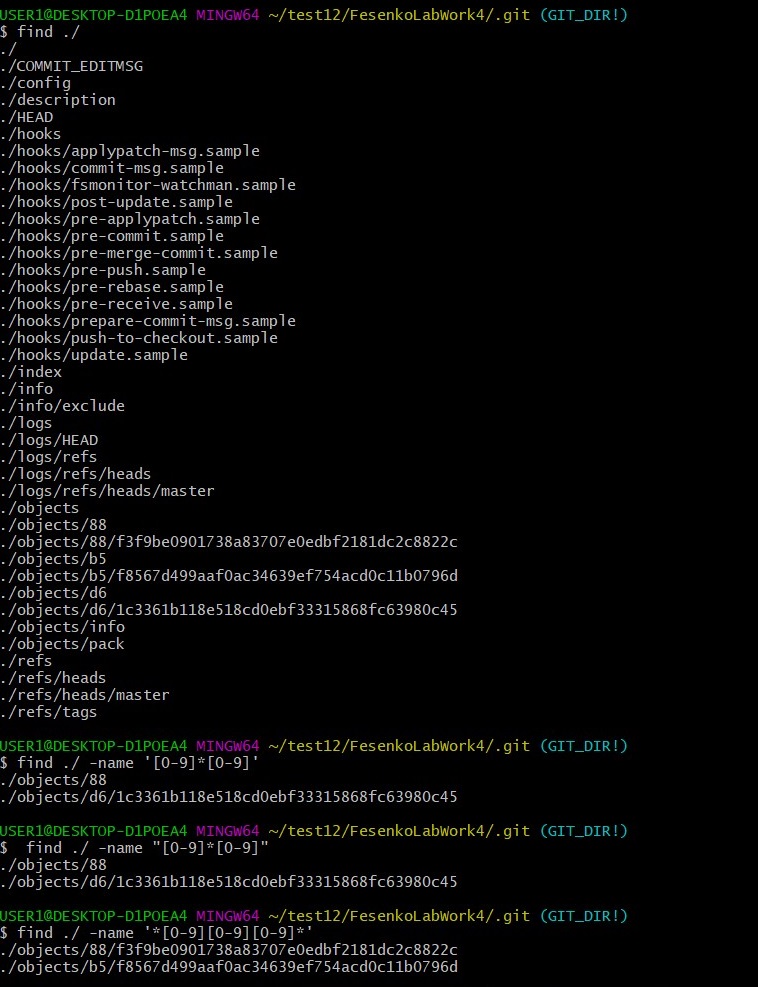 USER1@DESKTOP-D1POEA4 MINGW64 ~/test12/FesenkoLabWork4/.git (GIT_DIR!)
$ find ./
./
./COMMIT_EDITMSG
./config
./description
./HEAD
./hooks
./hooks/applypatch-msg.sample
./hooks/commit-msg.sample
./hooks/fsmonitor-watchman.sample
./hooks/post-update.sample
./hooks/pre-applypatch.sample
./hooks/pre-commit.sample
./hooks/pre-merge-commit.sample
./hooks/pre-push.sample
./hooks/pre-rebase.sample
./hooks/pre-receive.sample
./hooks/prepare-commit-msg.sample
./hooks/push-to-checkout.sample
./hooks/update.sample
./index
./info
./info/exclude
./logs
./logs/HEAD
./logs/refs
./logs/refs/heads
./logs/refs/heads/master
./objects
./objects/88
./objects/88/f3f9be0901738a83707e0edbf2181dc2c8822c
./objects/b5
./objects/b5/f8567d499aaf0ac34639ef754acd0c11b0796d
./objects/d6
./objects/d6/1c3361b118e518cd0ebf33315868fc63980c45
./objects/info
./objects/pack
./refs
./refs/heads
./refs/heads/master
./refs/tags
USER1@DESKTOP-D1POEA4 MINGW64 ~/test12/FesenkoLabWork4/.git (GIT_DIR!)
$ find ./ -name '[0-9]*[0-9]'
./objects/88
./objects/d6/1c3361b118e518cd0ebf33315868fc63980c45
USER1@DESKTOP-D1POEA4 MINGW64 ~/test12/FesenkoLabWork4/.git (GIT_DIR!)
$  find ./ -name "[0-9]*[0-9]"
./objects/88
./objects/d6/1c3361b118e518cd0ebf33315868fc63980c45
USER1@DESKTOP-D1POEA4 MINGW64 ~/test12/FesenkoLabWork4/.git (GIT_DIR!)
$ find ./ -name '*[0-9][0-9][0-9]*'
./objects/88/f3f9be0901738a83707e0edbf2181dc2c8822c
./objects/b5/f8567d499aaf0ac34639ef754acd0c11b0796d